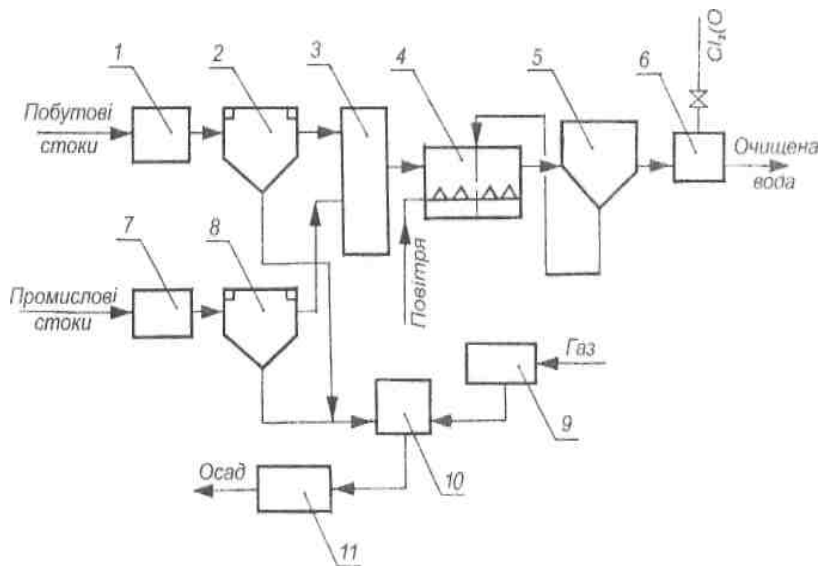 Cl₂(O
1
2
3
4
5
6
Побутові
стоки
Очищена
вода
7
8
Промислові
стоки
Повітря
Газ
9
10
Осад
11